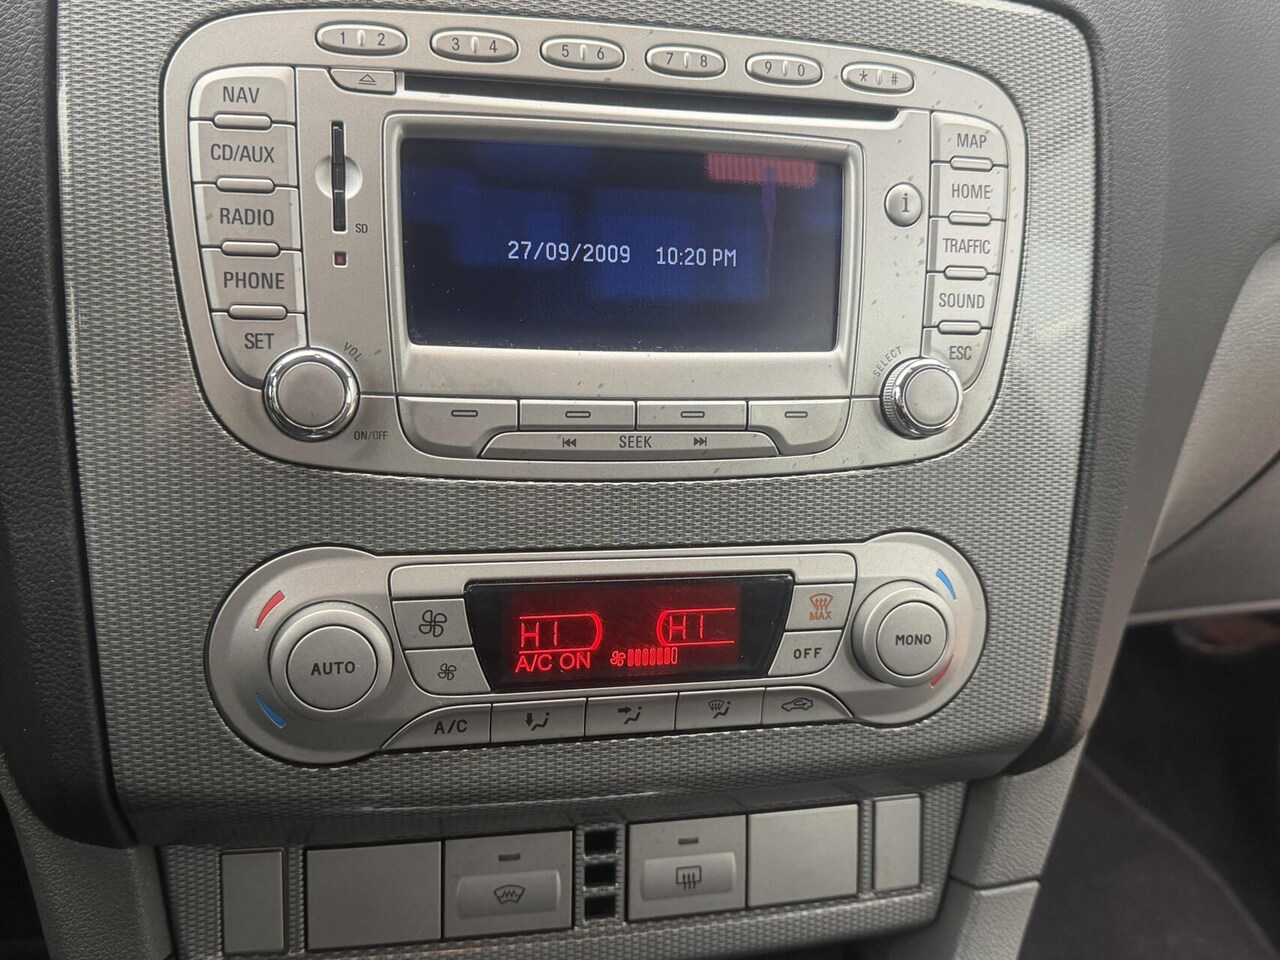 1 2 3 4 5 6 7 8 9 0 * #
NAV
CD/AUX
RADIO
PHONE
SET
SD
VOL
ON/OFF
27/09/2009 10:20 PM
i
MAP
HOME
TRAFFIC
SOUND
ESC
SELECT
SEEK
AUTO
HI HI
A/C ON
MAX
OFF
MONO
A/C